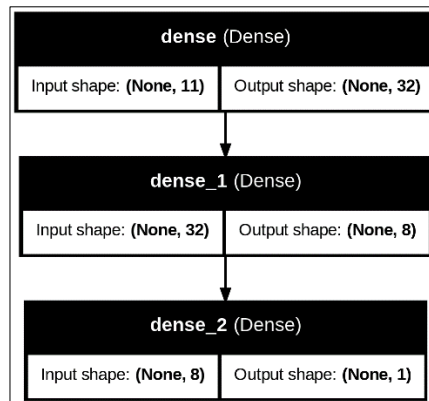 dense (Dense)
Input shape: (None, 11) Output shape: (None, 32)
dense_1 (Dense)
Input shape: (None, 32) Output shape: (None, 8)
dense_2 (Dense)
Input shape: (None, 8) Output shape: (None, 1)